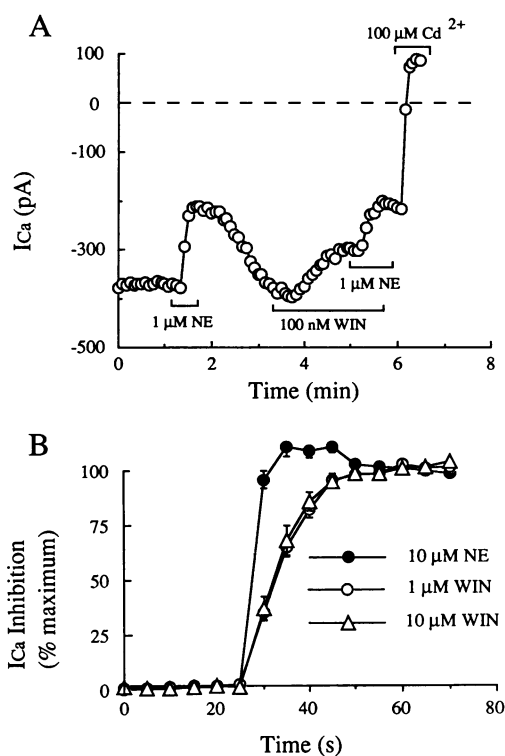 A
100 µM Cd 2+
100
0
-100
-300
-500
ICa (pA)
1 µM NE
100 nM WIN
1 µM NE
0 2 4 6 8
Time (min)
B
100
75
50
25
0
ICa Inhibition
(% maximum)
10 µM NE
1 µM WIN
10 µM WIN
0 20 40 60 80
Time (s)